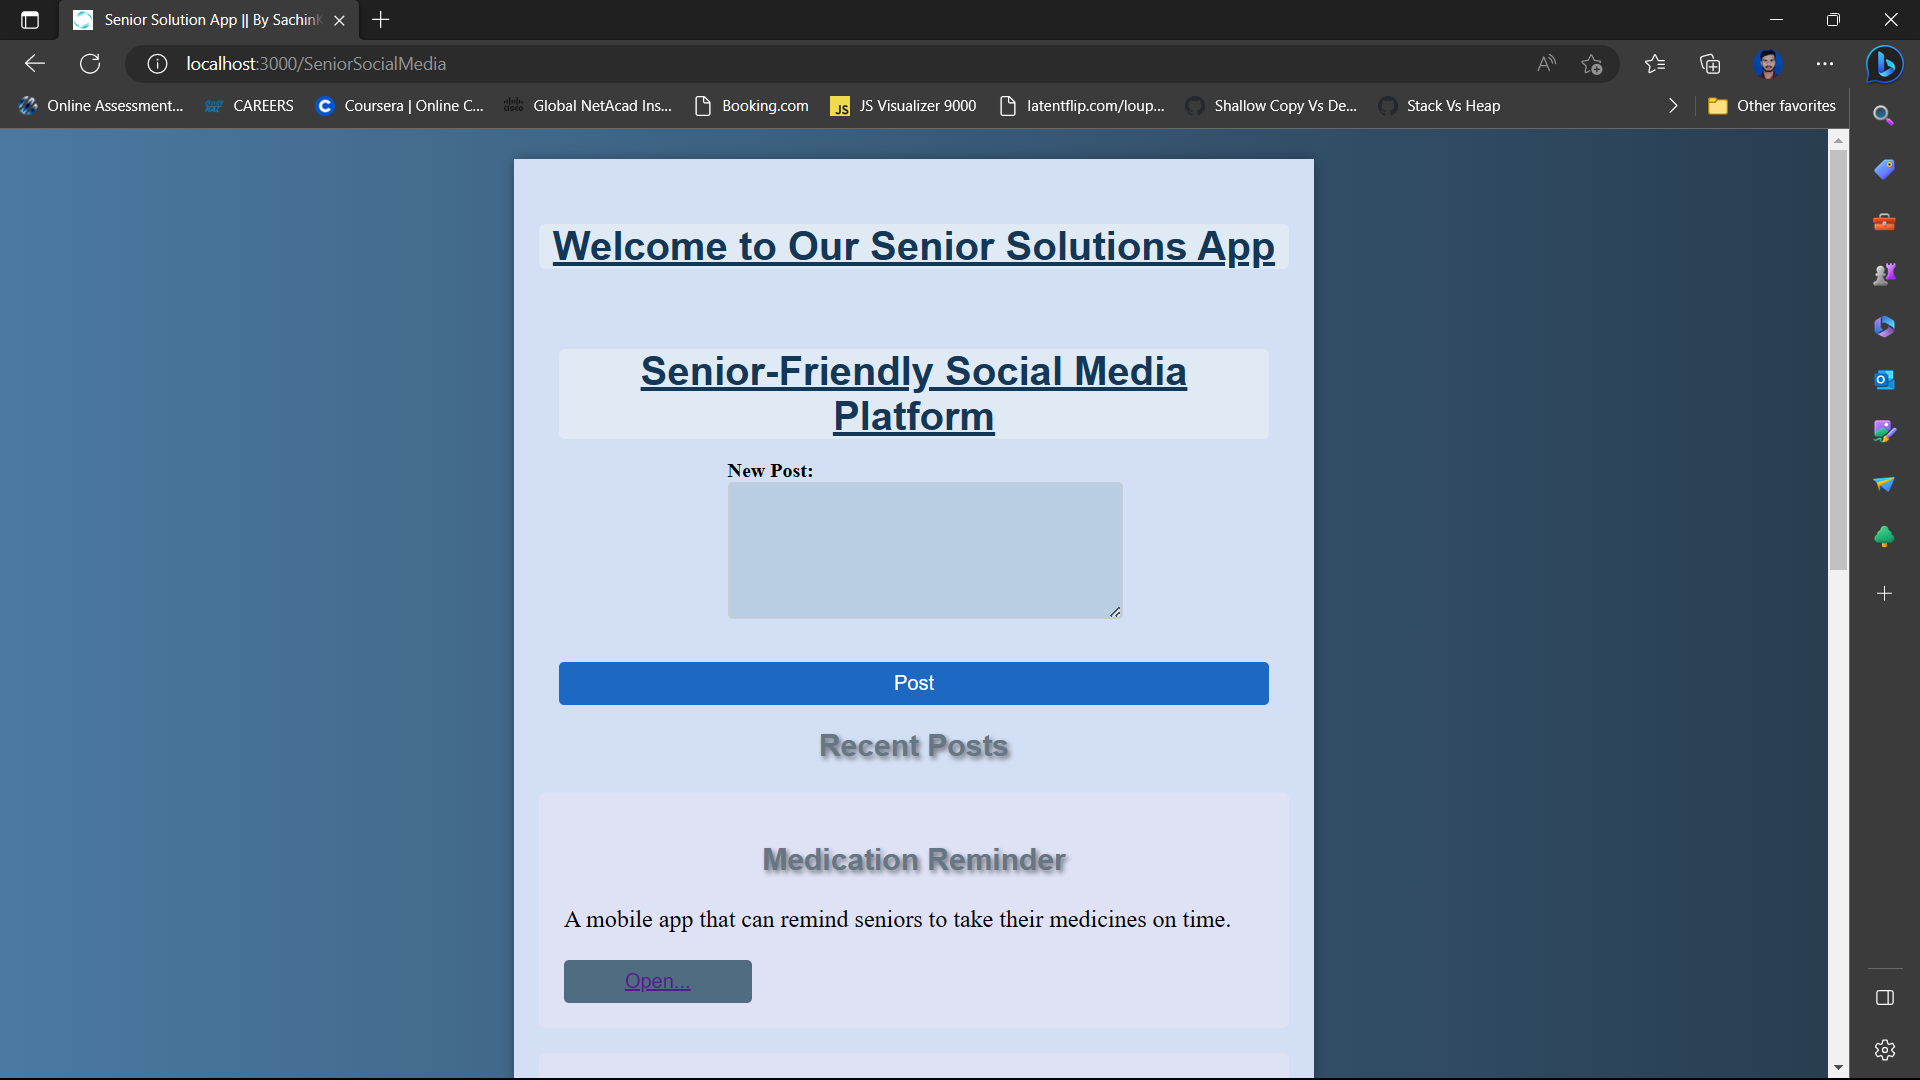 Senior Solution App || By SachinK
localhost:3000/SeniorSocialMedia
Online Assessment... CAREERS Coursera | Online C... Global NetAcad Ins... Booking.com JS Visualizer 9000 latentflip.com/loup... Shallow Copy Vs De... Stack Vs Heap Other favorites
Welcome to Our Senior Solutions App
Senior-Friendly Social Media
Platform
New Post:
Post
Recent Posts
Medication Reminder
A mobile app that can remind seniors to take their medicines on time.
Open...